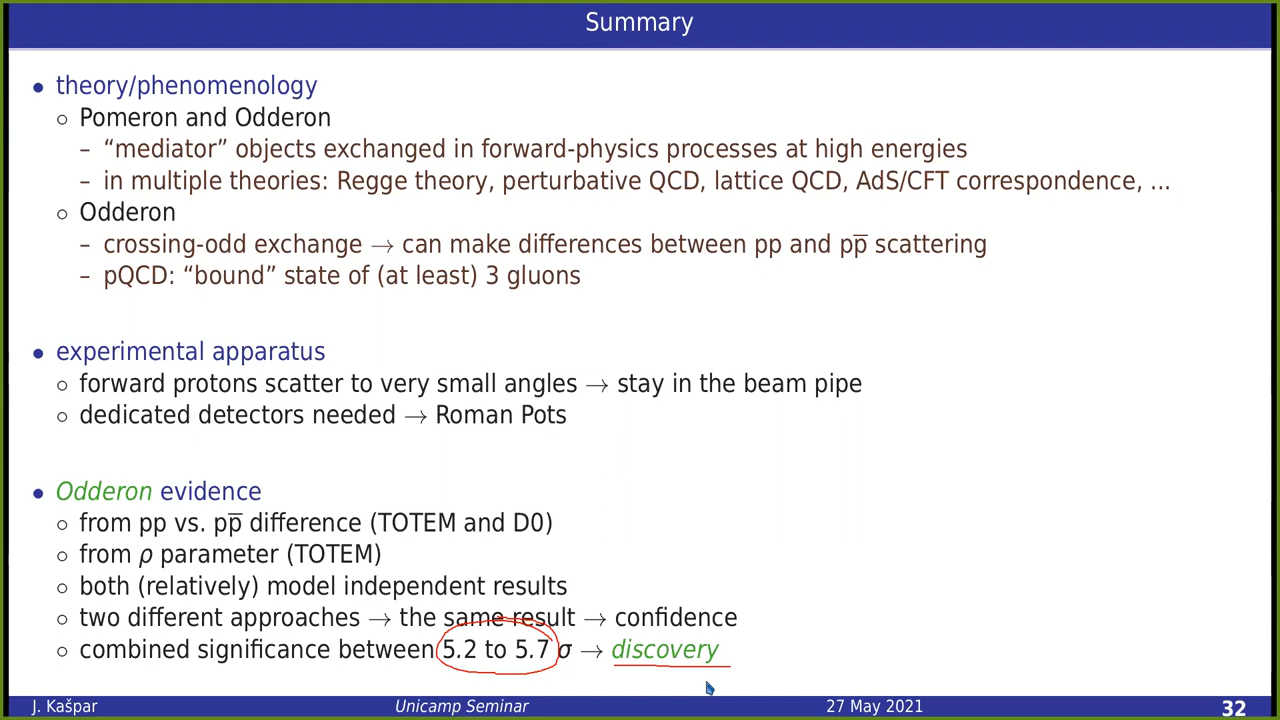 Summary
• theory/phenomenology
○ Pomeron and Odderon
– “mediator” objects exchanged in forward-physics processes at high energies
– in multiple theories: Regge theory, perturbative QCD, lattice QCD, AdS/CFT correspondence, ...
○ Odderon
– crossing-odd exchange → can make differences between pp and pp̅ scattering
– pQCD: “bound” state of (at least) 3 gluons
• experimental apparatus
○ forward protons scatter to very small angles → stay in the beam pipe
○ dedicated detectors needed → Roman Pots
• Odderon evidence
○ from pp vs. pp̅ difference (TOTEM and D0)
○ from ρ parameter (TOTEM)
○ both (relatively) model independent results
○ two different approaches → the same result → confidence
○ combined significance between 5.2 to 5.7 σ → discovery
J. Kašpar Unicamp Seminar 27 May 2021 32